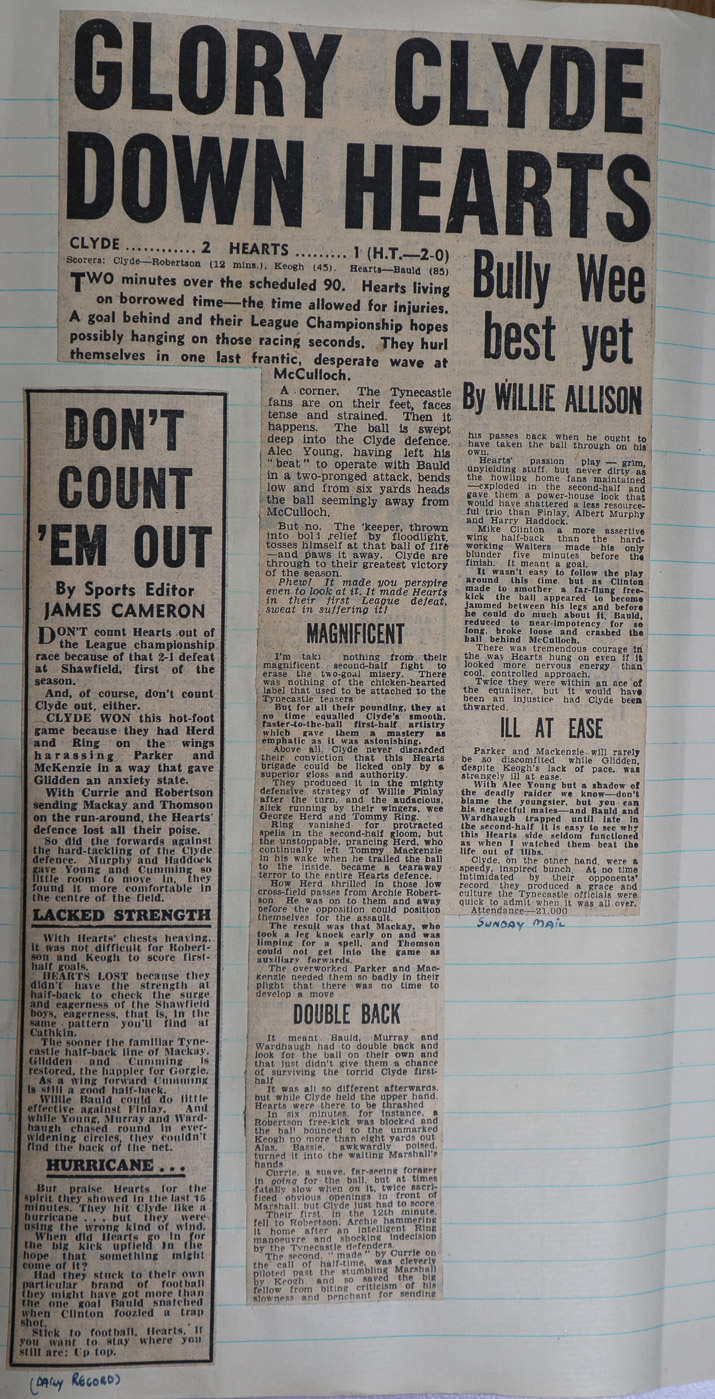 GLORY CLYDE
DOWN HEARTS
CLYDE ............ 2 HEARTS ......... 1 (H.T.—2-0)
Scorers: Clyde—Robertson (12 mins.), Keogh (45). Hearts—Bauld (85)
TWO minutes over the scheduled 90. Hearts living
on borrowed time—the time allowed for injuries.
A goal behind and their League Championship hopes
possibly hanging on those racing seconds. They hurl
themselves in one last frantic, desperate wave at
McCulloch.
A corner. The Tynecastle
fans are on their feet, faces
tense and strained. Then it
happens. The ball is swept
deep into the Clyde defence.
Alec Young, having left his
"beat" to operate with Bauld
in a two-pronged attack, bends
low and from six yards heads
the ball seemingly away from
McCulloch.
But no. The 'keeper, thrown
into bold relief by floodlight,
tosses himself at that ball of fire
—and paws it away. Clyde are
through to their greatest victory
of the season.
Phew! It made you perspire
even to look at it. It made Hearts
in their first League defeat,
sweat in suffering it!
MAGNIFICENT
I'm taki nothing from their
magnificent second-half fight to
erase the two-goal misery. There
was nothing of the chicken-hearted
label that used to be attached to the
Tynecastle teasers
But for all their pounding, they at
no time equalled Clyde's smooth,
faster-to-the-ball first-half artistry
which gave them a mastery as
emphatic as it was astonishing.
Above all, Clyde never discarded
their conviction that this Hearts
brigade could be licked only by a
superior gloss and authority.
They produced it in the mighty
defensive strategy of Willie Finlay
after the turn, and the audacious,
slick running by their wingers, wee
George Herd and Tommy Ring.
Ring vanished for protracted
spells in the second-half gloom, but
the unstoppable, prancing Herd, who
continually left Tommy Mackenzie
in his wake when he trailed the ball
to the inside, became a tearaway
terror to the entire Hearts defence.
How Herd thrilled in those low
cross-field passes from Archie Robert-
son. He was on to them and away
before the opposition could position
themselves for the assault.
The result was that Mackay, who
took a leg knock early on and was
limping for a spell, and Thomson
could not get into the game as
auxiliary forwards.
The overworked Parker and Mac-
kenzie needed them so badly in their
plight that there was no time to
develop a move
DOUBLE BACK
It meant Bauld, Murray and
Wardhaugh had to double back and
look for the ball on their own and
that just didn't give them a chance
of surviving the torrid Clyde first-
half
It was all so different afterwards,
but while Clyde held the upper hand,
Hearts were there to be thrashed
In six minutes, for instance, a
Robertson free-kick was blocked and
the ball bounced to the unmarked
Keogh no more than eight yards out
Alas, Bassie, awkwardly poised,
turned it into the waiting Marshall's
hands
Currie, a suave, far-seeing forager
in going for the ball, but at times
fatally slow when on it, twice sacri-
ficed obvious openings in front of
Marshall, but Clyde just had to score
Their first, in the 12th minute,
fell to Robertson, Archie hammering
it home after an intelligent Ring
manoeuvre and shocking indecision
by the Tynecastle defenders.
The second, "made" by Currie on
the call of half-time, was cleverly
piloted past the stumbling Marshall
by Keogh and so saved the big
fellow from biting criticism of his
slowness and penchant for sending
Bully Wee
best yet
By WILLIE ALLISON
his passes back when he ought to
have taken the ball through on his
own.
Hearts' passion play — grim,
unyielding stuff, but never dirty as
the howling home fans maintained
—exploded in the second-half and
gave them a power-house look that
would have shattered a less resource-
ful trio than Finlay, Albert Murphy
and Harry Haddock.
Mike Clinton a more assertive
wing half-back than the hard-
working Walters made his only
blunder five minutes before the
finish. It meant a goal.
It wasn't easy to follow the play
around this time but as Clinton
made to smother a far-flung free-
kick the ball appeared to become
jammed between his legs and before
he could do much about it, Bauld,
reduced to near-impotency for so
long, broke loose and crashed the
ball behind McCulloch.
There was tremendous courage in
the way Hearts hung on even if it
looked more nervous energy than
cool, controlled approach.
Twice they were within an ace of
the equaliser, but it would have
been an injustice had Clyde been
thwarted.
ILL AT EASE
Parker and Mackenzie will rarely
be so discomfited while Glidden,
despite Keogh's lack of pace, was
strangely ill at ease.
With Alec Young but a shadow of
the deadly raider we know—don't
blame the youngster, but you can
his neglectful mates—and Bauld and
Wardhaugh trapped until late in
the second-half it is easy to see why
this Hearts side seldom functioned
as when I watched them beat the
life out of Hibs.
Clyde, on the other hand, were a
speedy, inspired bunch. At no time
intimidated by their opponents'
record they produced a grace and
culture the Tynecastle officials were
quick to admit when it was all over.
Attendance—21,000
SUNDAY MAIL
DON'T
COUNT
'EM OUT
By Sports Editor
JAMES CAMERON
DON'T count Hearts out of
the League championship
race because of that 2-1 defeat
at Shawfield, first of the
season.
And, of course, don't count
Clyde out, either.
CLYDE WON this hot-foot
game because they had Herd
and Ring on the wings
harassing Parker and
McKenzie in a way that gave
Glidden an anxiety state.
With Currie and Robertson
sending Mackay and Thomson
on the run-around, the Hearts'
defence lost all their poise.
So did the forwards against
the hard-tackling of the Clyde
defence. Murphy and Haddock
gave Young and Cumming so
little room to move in, they
found it more comfortable in
the centre of the field.
LACKED STRENGTH
With Hearts' chests heaving,
it was not difficult for Robert-
son and Keogh to score first-
half goals.
HEARTS LOST because they
didn't have the strength at
half-back to check the surge
and eagerness of the Shawfield
boys, eagerness, that is, in the
same pattern you'll find at
Cathkin.
The sooner the familiar Tyne-
castle half-back line of Mackay,
Glidden and Cumming is
restored, the happier for Gorgie.
As a wing forward Cumming
is still a good half-back.
Willie Bauld could do little
effective against Finlay. And
while Young, Murray and Ward-
haugh chased round in ever-
widening circles, they couldn't
find the back of the net.
HURRICANE . . .
But praise Hearts for the
spirit they showed in the last 15
minutes. They hit Clyde like a
hurricane . . . but they were
using the wrong kind of wind.
When did Hearts go in for
the big kick upfield in the
hope that something might
come of it?
Had they stuck to their own
particular brand of football
they might have got more than
the one goal Bauld snatched
when Clinton foozled a trap
shot.
Stick to football, Hearts, if
you want to stay where you
still are: Up top.
(DAILY RECORD)